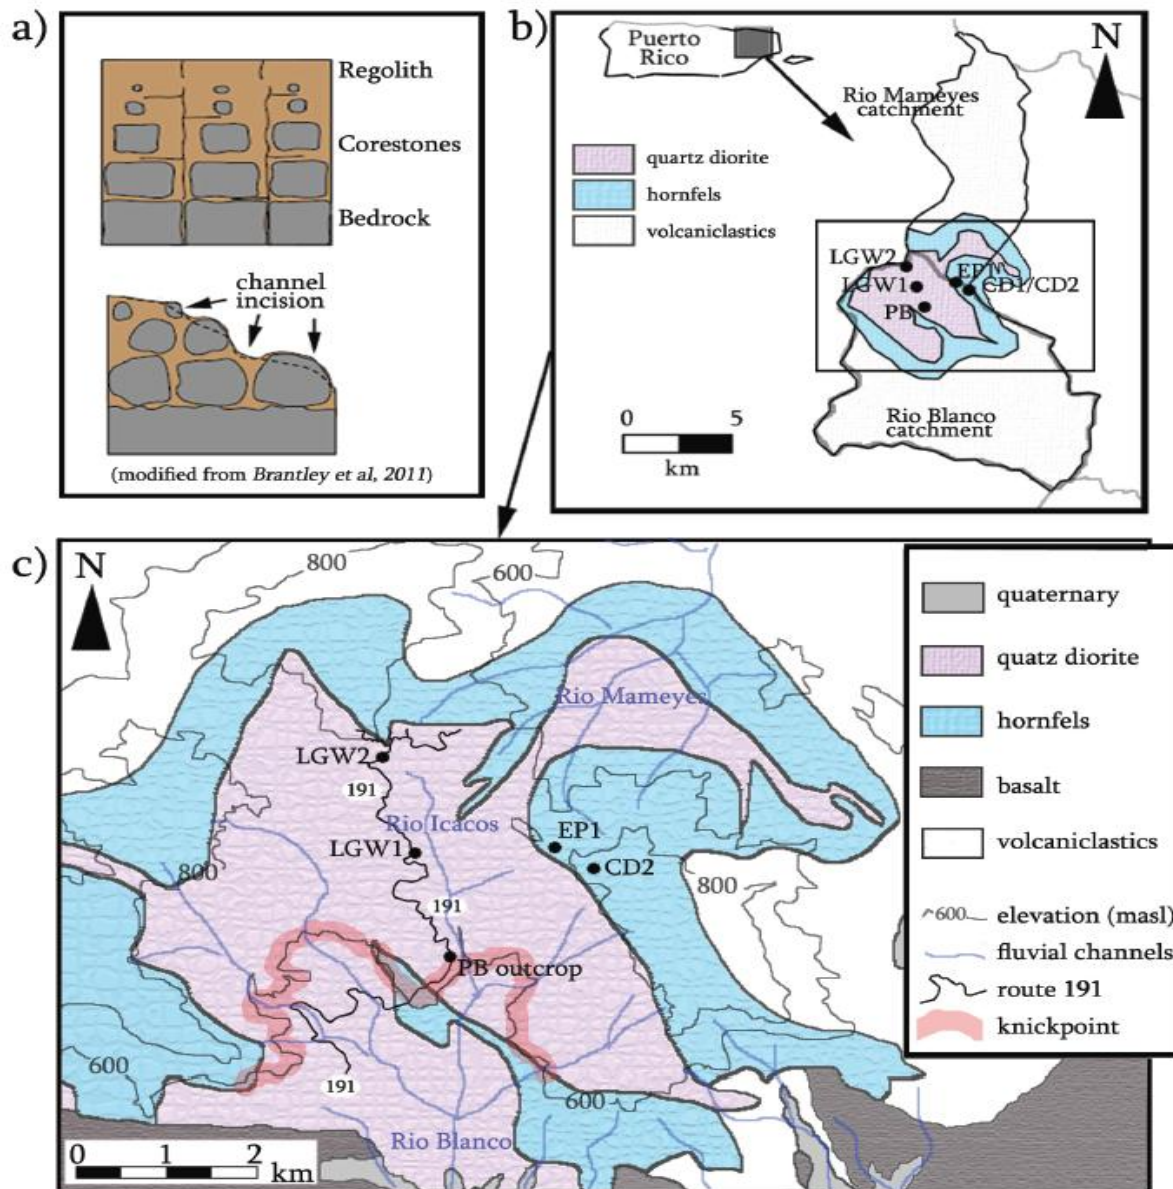 a)
Regolith
Corestones
Bedrock
channel
incision
(modified from Brantley et al, 2011)
b)
Puerto
Rico
N
Rio Mameyes
catchment
quartz diorite
hornfels
volcaniclastics
LGW2
EP1
LGW1
CD1/CD2
PB
0 5
km
Rio Blanco
catchment
c)
N
800
600
Rio Mameyes
LGW2
191
Rio Icacos
EP1
LGW1
CD2
800
800
191
PB outcrop
600
191
600
Rio Blanco
0 1 2
km
quaternary
quatz diorite
hornfels
basalt
volcaniclastics
600 elevation (masl)
fluvial channels
route 191
knickpoint